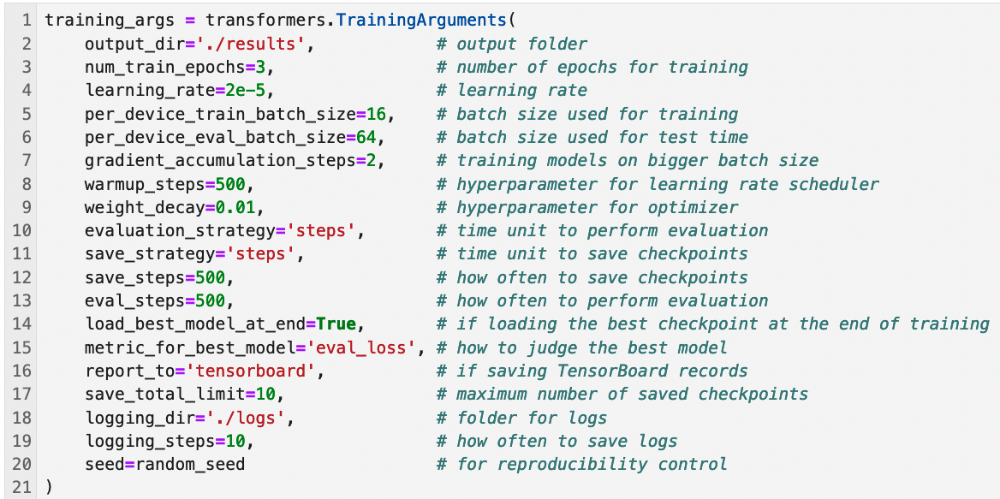 1 training_args = transformers.TrainingArguments(
2     output_dir='./results',            # output folder
3     num_train_epochs=3,                # number of epochs for training
4     learning_rate=2e-5,                # learning rate
5     per_device_train_batch_size=16,    # batch size used for training
6     per_device_eval_batch_size=64,     # batch size used for test time
7     gradient_accumulation_steps=2,     # training models on bigger batch size
8     warmup_steps=500,                  # hyperparameter for learning rate scheduler
9     weight_decay=0.01,                 # hyperparameter for optimizer
10     evaluation_strategy='steps',       # time unit to perform evaluation
11     save_strategy='steps',             # time unit to save checkpoints
12     save_steps=500,                    # how often to save checkpoints
13     eval_steps=500,                    # how often to perform evaluation
14     load_best_model_at_end=True,       # if loading the best checkpoint at the end of training
15     metric_for_best_model='eval_loss', # how to judge the best model
16     report_to='tensorboard',           # if saving TensorBoard records
17     save_total_limit=10,               # maximum number of saved checkpoints
18     logging_dir='./logs',              # folder for logs
19     logging_steps=10,                  # how often to save logs
20     seed=random_seed                   # for reproducibility control
21 )